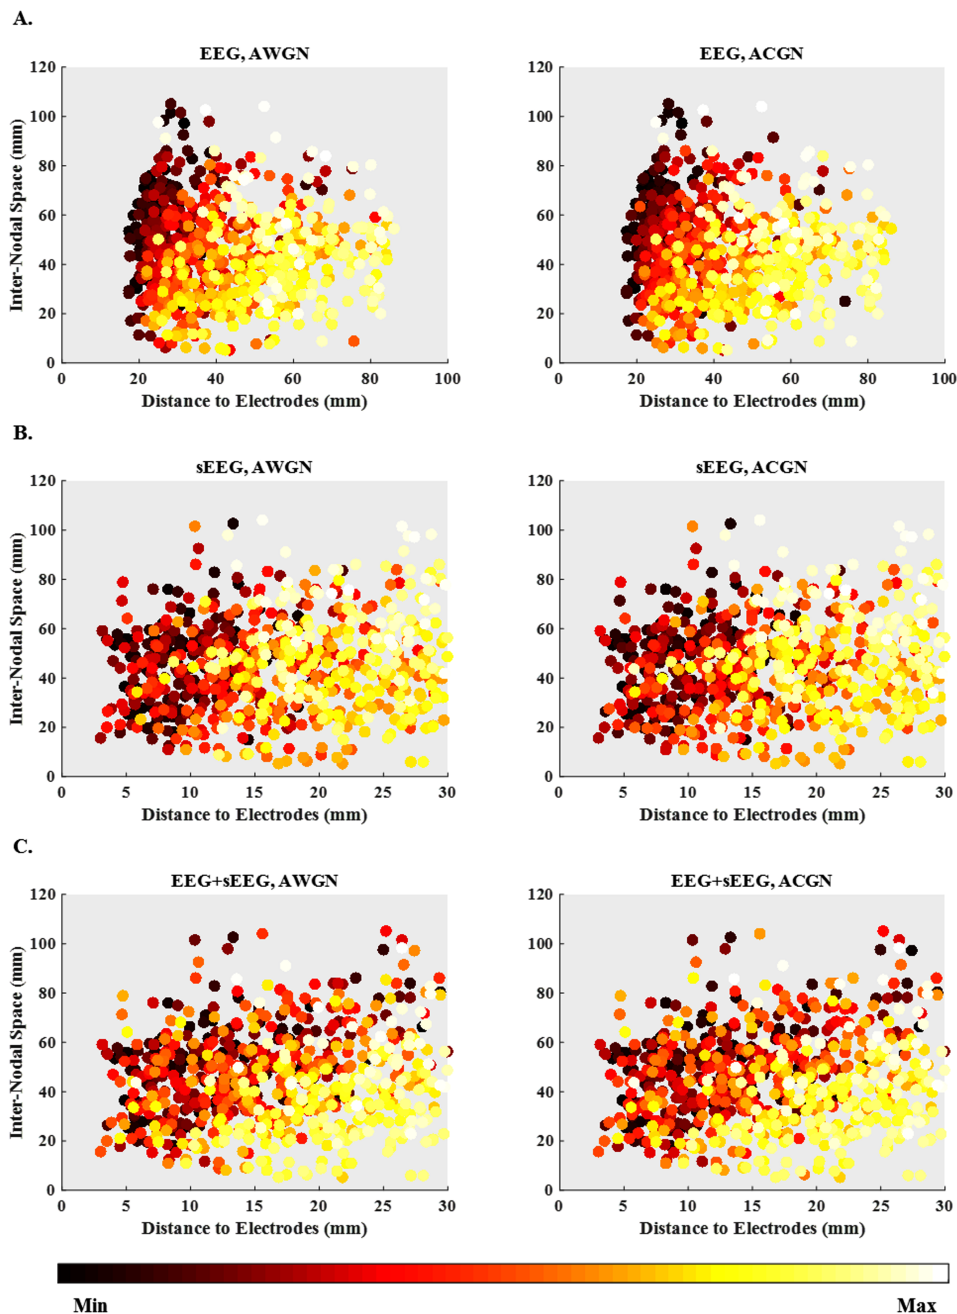 A.
EEG, AWGN
EEG, ACGN
120
100
80
60
40
20
0
Inter-Nodal Space (mm)
0 20 40 60 80 100
Distance to Electrodes (mm)
120
100
80
60
40
20
0
0 20 40 60 80 100
Distance to Electrodes (mm)
B.
sEEG, AWGN
sEEG, ACGN
120
100
80
60
40
20
0
Inter-Nodal Space (mm)
0 5 10 15 20 25 30
Distance to Electrodes (mm)
120
100
80
60
40
20
0
0 5 10 15 20 25 30
Distance to Electrodes (mm)
C.
EEG+sEEG, AWGN
EEG+sEEG, ACGN
120
100
80
60
40
20
0
Inter-Nodal Space (mm)
0 5 10 15 20 25 30
Distance to Electrodes (mm)
120
100
80
60
40
20
0
0 5 10 15 20 25 30
Distance to Electrodes (mm)
Min Max